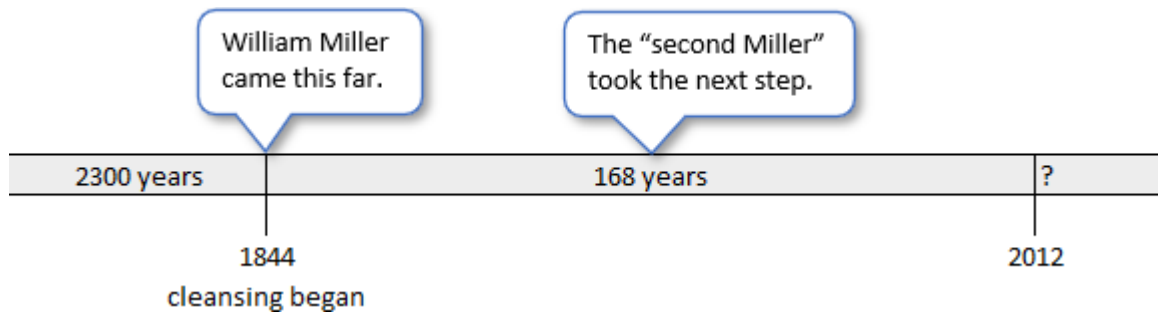 William Miller
came this far.
The “second Miller”
took the next step.
2300 years
168 years
?
1844
2012
cleansing began